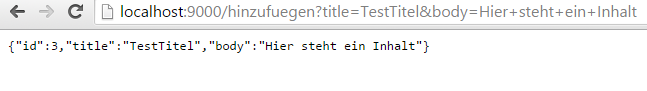 localhost:9000/hinzufuegen?title=TestTitel&body=Hier+steht+ein+Inhalt
{"id":3,"title":"TestTitel","body":"Hier steht ein Inhalt"}